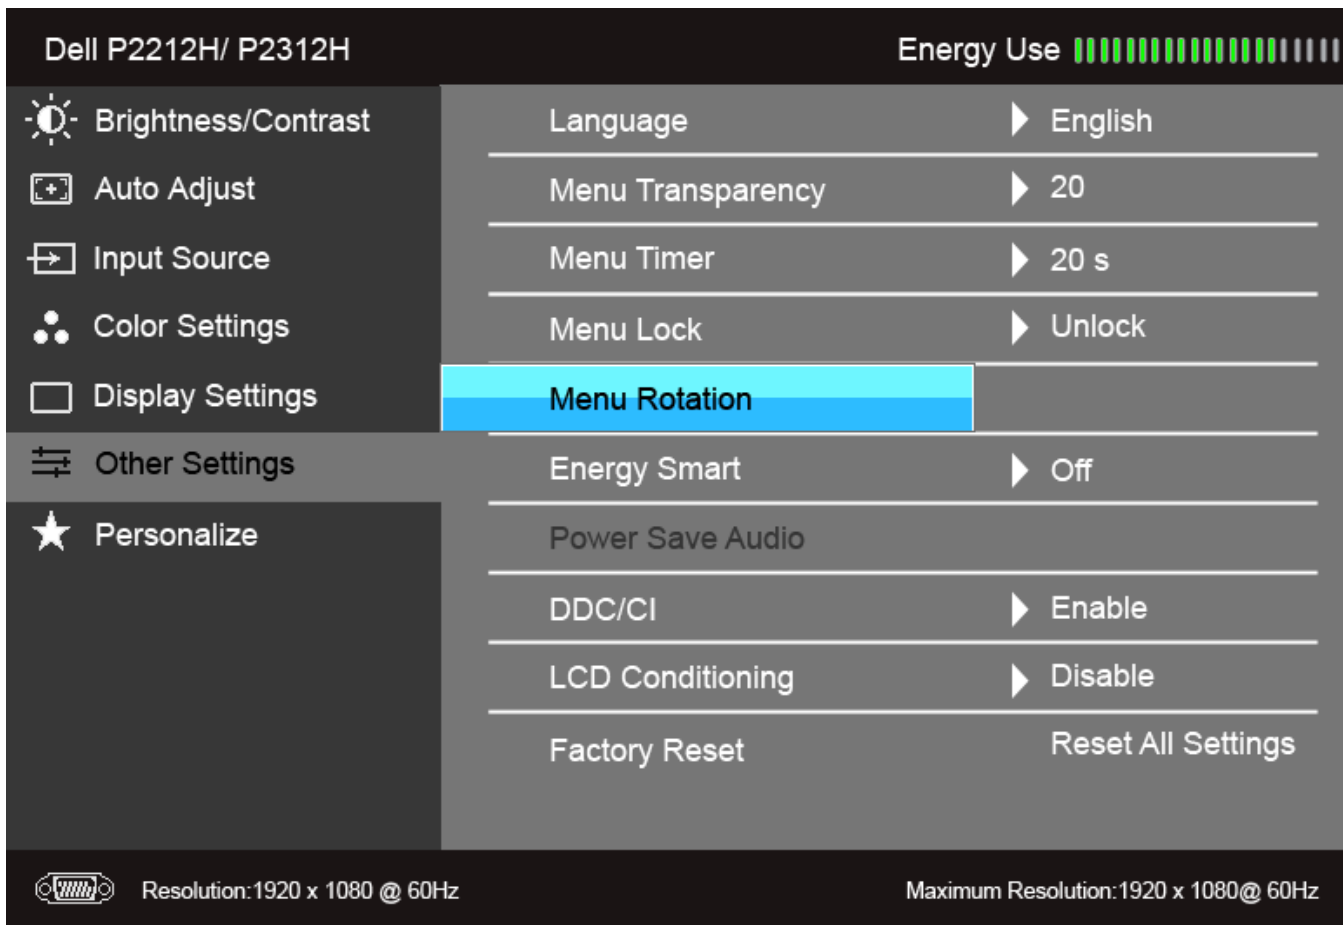 Dell P2212H/ P2312H Energy Use
Brightness/Contrast Language English
Auto Adjust Menu Transparency 20
Input Source Menu Timer 20 s
Color Settings Menu Lock Unlock
Display Settings Menu Rotation
Other Settings Energy Smart Off
Personalize Power Save Audio
DDC/CI Enable
LCD Conditioning Disable
Factory Reset Reset All Settings
Resolution:1920 x 1080 @ 60Hz Maximum Resolution:1920 x 1080@ 60Hz